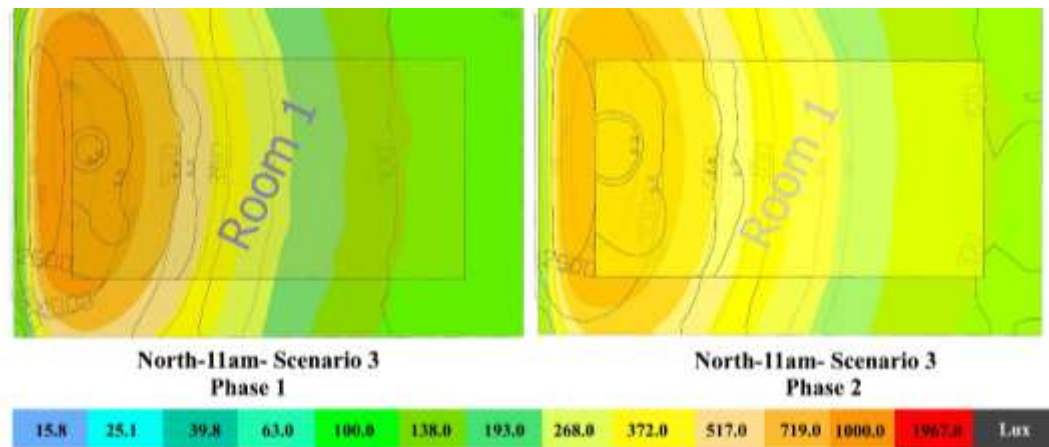 Room 1
Room 1
North-11am- Scenario 3
Phase 1
North-11am- Scenario 3
Phase 2
15.8 25.1 39.8 63.0 100.0 138.0 193.0 268.0 372.0 517.0 719.0 1000.0 1967.0 Lux